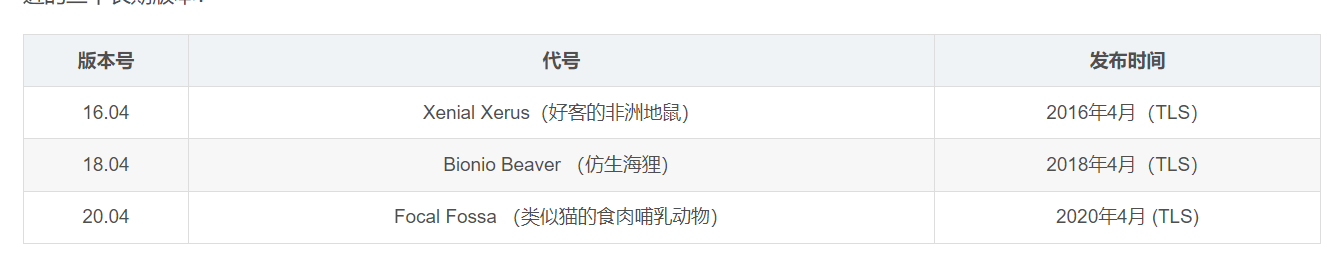 版本号 代号 发布时间
16.04 Xenial Xerus（好客的非洲地鼠） 2016年4月（TLS）
18.04 Bionio Beaver （仿生海狸） 2018年4月（TLS）
20.04 Focal Fossa （类似猫的食肉哺乳动物） 2020年4月 (TLS)